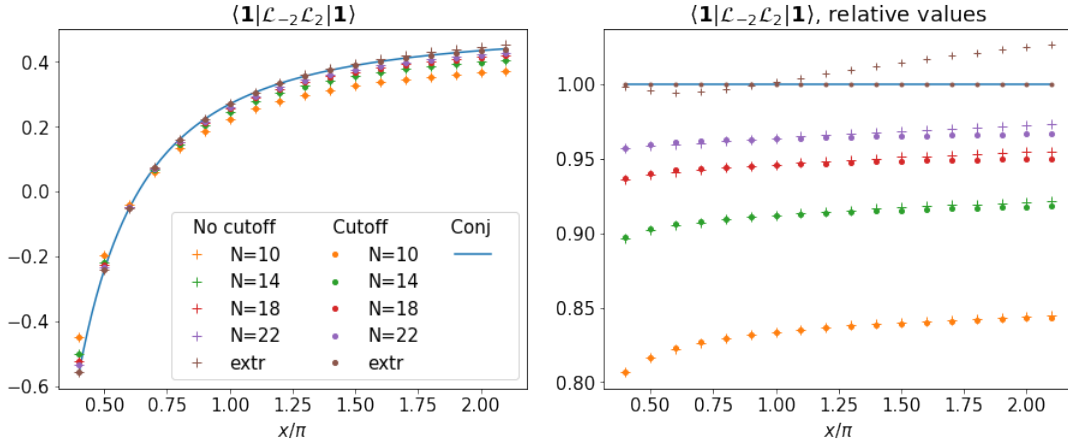 ⟨1|ℒ₋₂ℒ₂|1⟩
0.4
0.2
0.0
−0.2
−0.4
−0.6
0.50 0.75 1.00 1.25 1.50 1.75 2.00
x/π
No cutoff Cutoff Conj
N=10 N=10
N=14 N=14
N=18 N=18
N=22 N=22
extr extr
⟨1|ℒ₋₂ℒ₂|1⟩, relative values
1.00
0.95
0.90
0.85
0.80
0.50 0.75 1.00 1.25 1.50 1.75 2.00
x/π